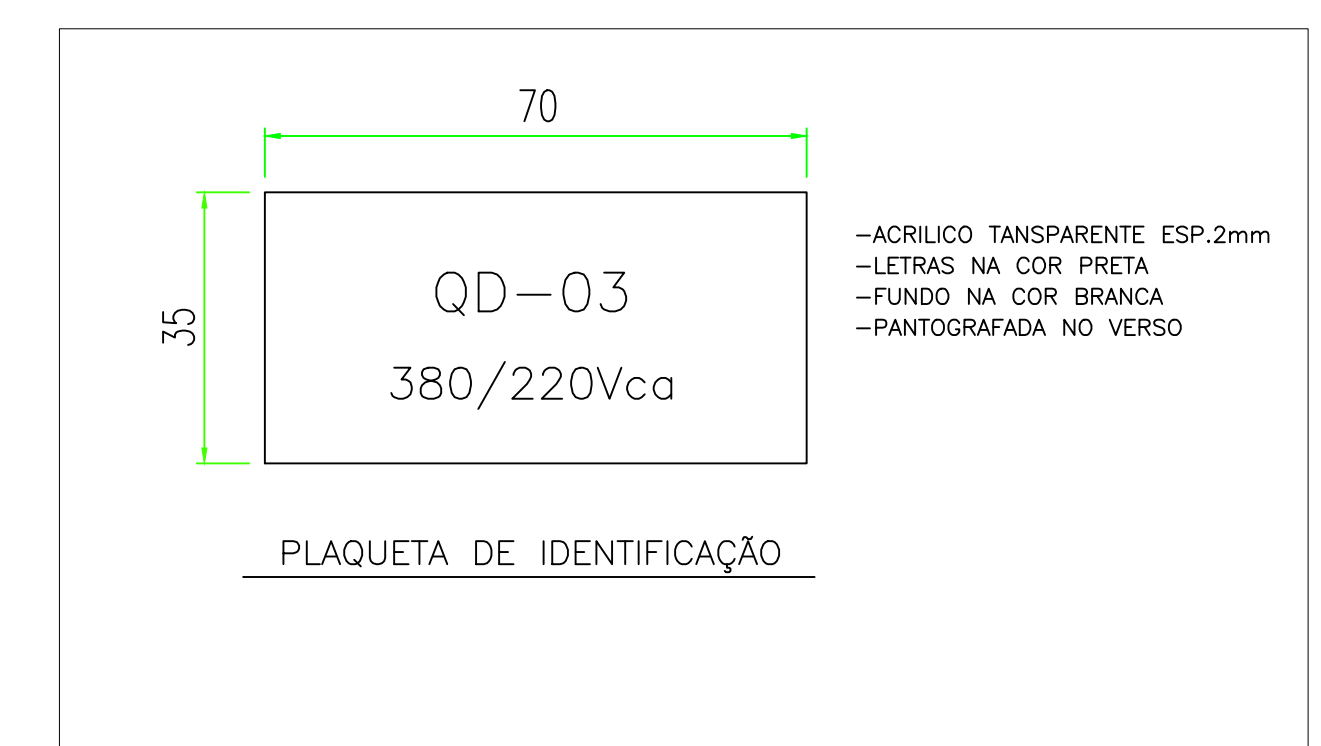 70
35
QD-03
380/220Vca
-ACRILICO TANSPARENTE ESP.2mm
-LETRAS NA COR PRETA
-FUNDO NA COR BRANCA
-PANTOGRAFADA NO VERSO
PLAQUETA DE IDENTIFICAÇÃO